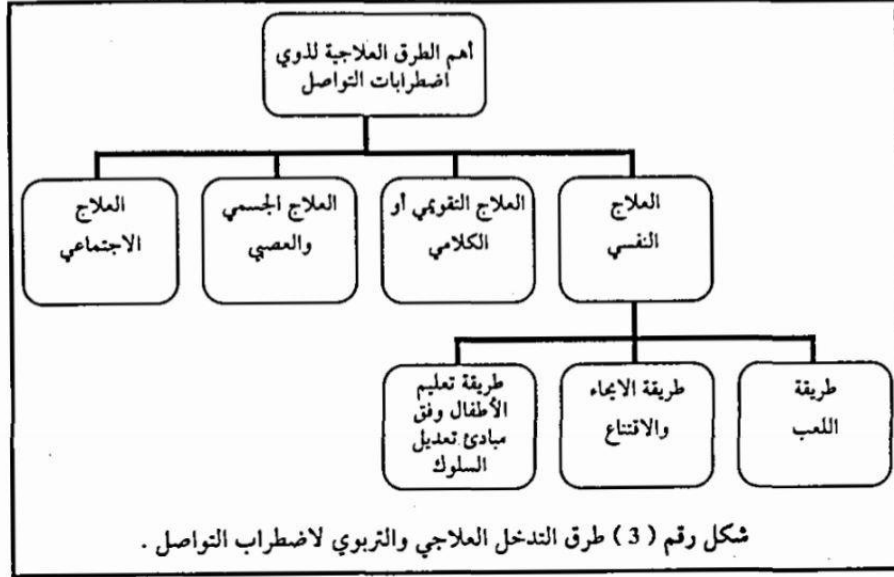 أهم الطرق العلاجية لذوي
اضطرابات التواصل
العلاج
النفسي
العلاج التقويمي أو
الكلامي
العلاج الجسمي
والعصبي
العلاج
الاجتماعي
طريقة
اللعب
طريقة الايحاء
والاقتناع
طريقة تعليم
الأطفال وفق
مبادئ تعديل
السلوك
شكل رقم ( 3 ) طرق التدخل العلاجي والتربوي لاضطراب التواصل .